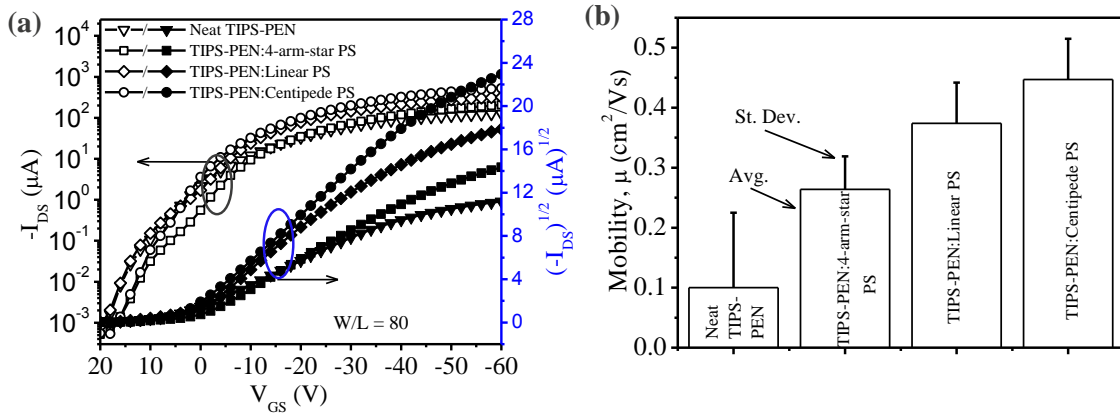 (a)
10^4
10^3
10^2
10^1
10^0
10^-1
10^-2
10^-3
-I_DS (μA)
Neat TIPS-PEN
TIPS-PEN:4-arm-star PS
TIPS-PEN:Linear PS
TIPS-PEN:Centipede PS
W/L = 80
20 10 0 -10 -20 -30 -40 -50 -60
V_GS (V)
28
24
20
16
12
8
4
0
(-I_DS)^1/2 (μA)^1/2
(b)
Mobility, μ (cm^2/Vs)
0.5
0.4
0.3
0.2
0.1
0.0
St. Dev.
Avg.
Neat
TIPS-
PEN
TIPS-PEN:4-arm-star
PS
TIPS-PEN:Linear PS
TIPS-PEN:Centipede PS